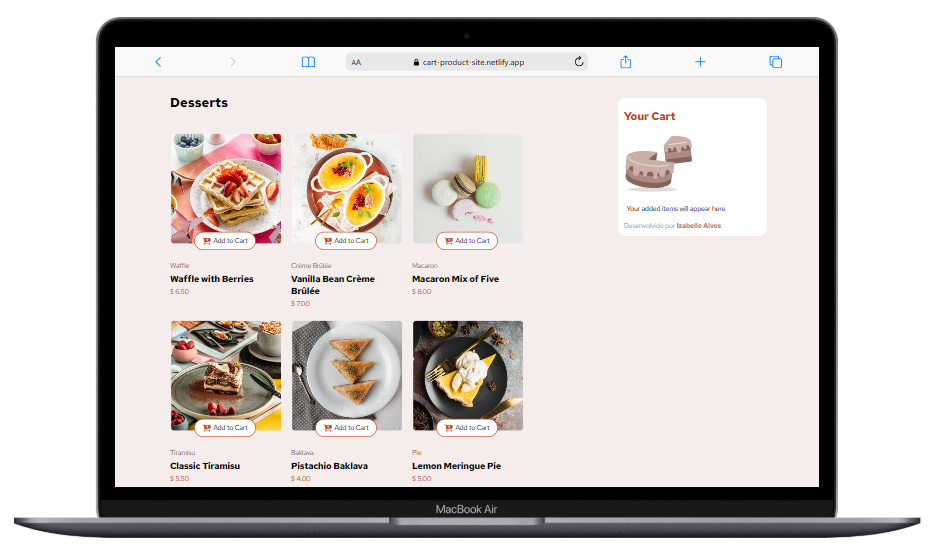 AA
cart-product-site.netlify.app
Desserts
Your Cart
Your added items will appear here
Desenvolvido por Izabelle Alves
Add to Cart
Add to Cart
Add to Cart
Waffle
Waffle with Berries
$ 6.50
Crème Brûlée
Vanilla Bean Crème
Brûlée
$ 7.00
Macaron
Macaron Mix of Five
$ 8.00
Add to Cart
Add to Cart
Add to Cart
Tiramisu
Classic Tiramisu
$ 5.50
Baklava
Pistachio Baklava
$ 4.00
Pie
Lemon Meringue Pie
$ 5.00
MacBook Air